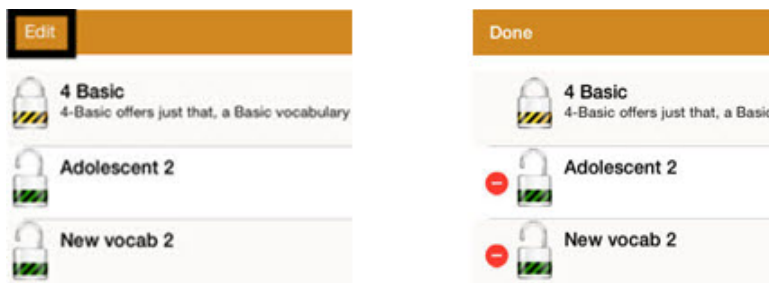 Edit
4 Basic
4-Basic offers just that, a Basic vocabulary
Adolescent 2
New vocab 2
Done
4 Basic
4-Basic offers just that, a Basic
Adolescent 2
New vocab 2